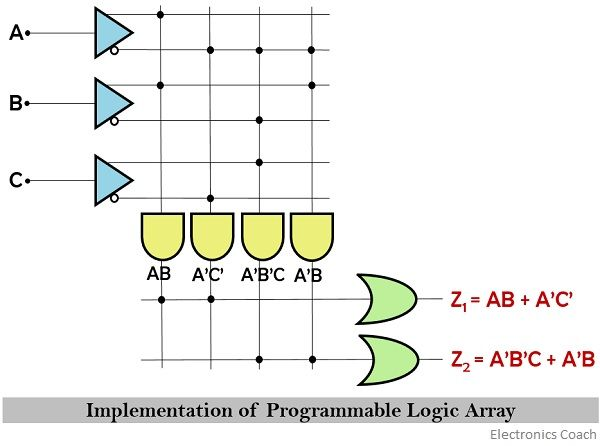 A
B
C
AB A'C' A'B'C A'B
Z₁ = AB + A'C'
Z₂ = A'B'C + A'B
Implementation of Programmable Logic Array
Electronics Coach